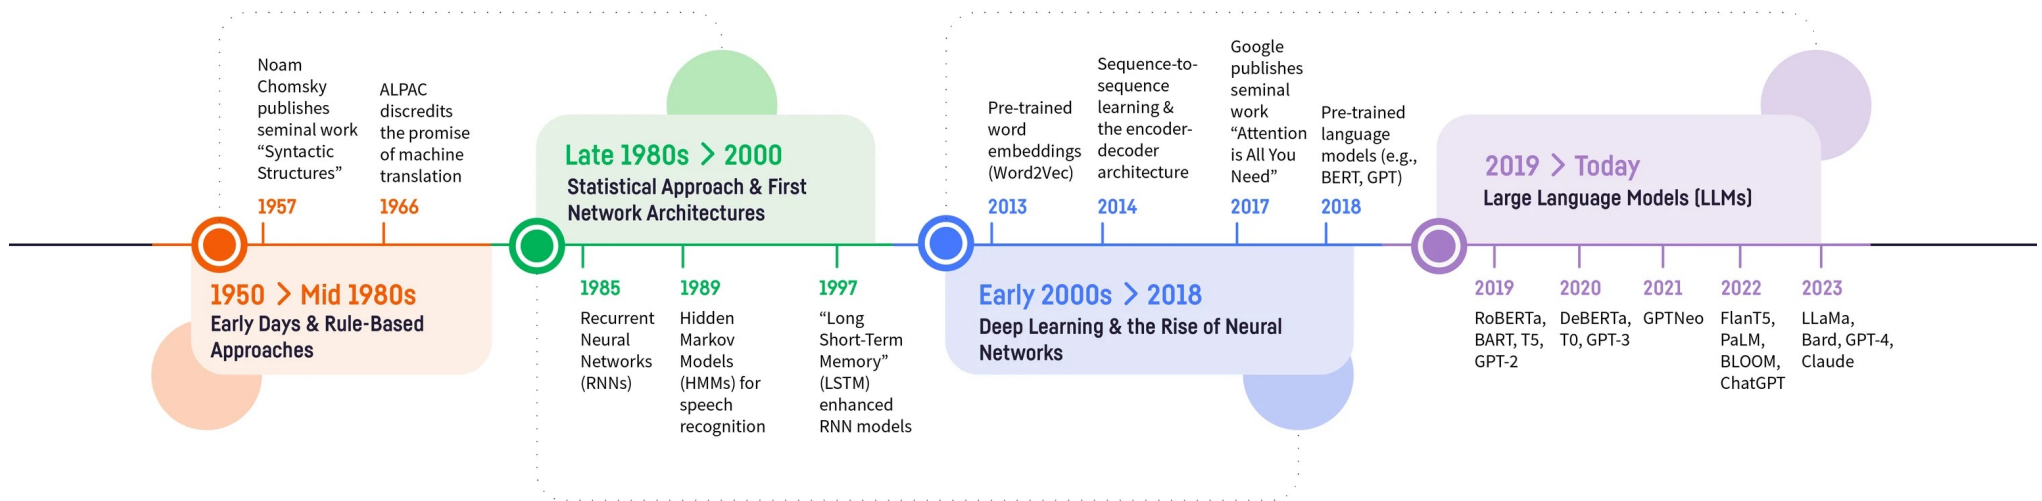 Noam
Chomsky
publishes
seminal work
“Syntactic
Structures”
1957
ALPAC
discredits
the promise
of machine
translation
1966
1950 > Mid 1980s
Early Days & Rule-Based
Approaches
Late 1980s > 2000
Statistical Approach & First
Network Architectures
1985
Recurrent
Neural
Networks
(RNNs)
1989
Hidden
Markov
Models
(HMMs) for
speech
recognition
1997
“Long
Short-Term
Memory”
(LSTM)
enhanced
RNN models
Pre-trained
word
embeddings
(Word2Vec)
2013
Sequence-to-
sequence
learning &
the encoder-
decoder
architecture
2014
Google
publishes
seminal
work
“Attention
is All You
Need”
2017
Pre-trained
language
models (e.g.,
BERT, GPT)
2018
Early 2000s > 2018
Deep Learning & the Rise of Neural
Networks
2019 > Today
Large Language Models (LLMs)
2019
RoBERTa,
BART, T5,
GPT-2
2020
DeBERTa,
T0, GPT-3
2021
GPTNeo
2022
FlanT5,
PaLM,
BLOOM,
ChatGPT
2023
LLaMa,
Bard, GPT-4,
Claude